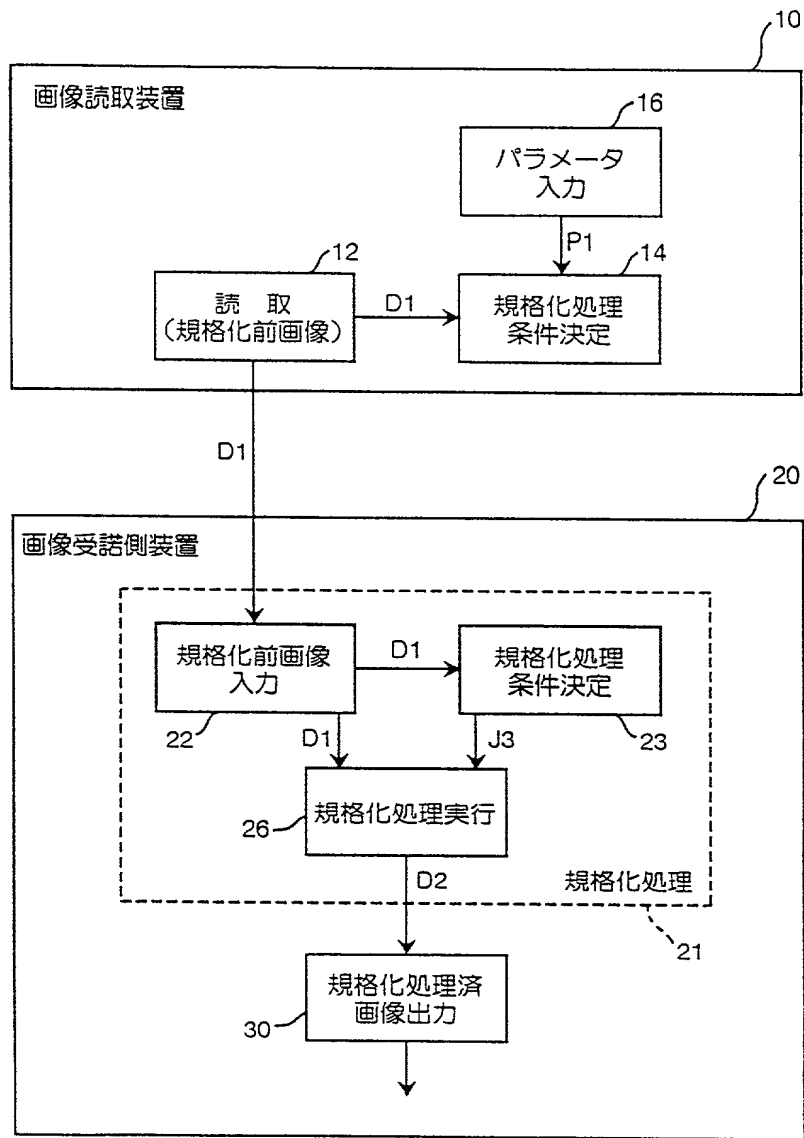 10
画像読取装置
16
パラメータ
入力
P1
12
14
読 取
(規格化前画像)
D1
規格化処理
条件決定
D1
20
画像受諾側装置
規格化前画像
入力
D1
規格化処理
条件決定
22
D1
J3
23
26
規格化処理実行
D2
規格化処理
21
規格化処理済
画像出力
30